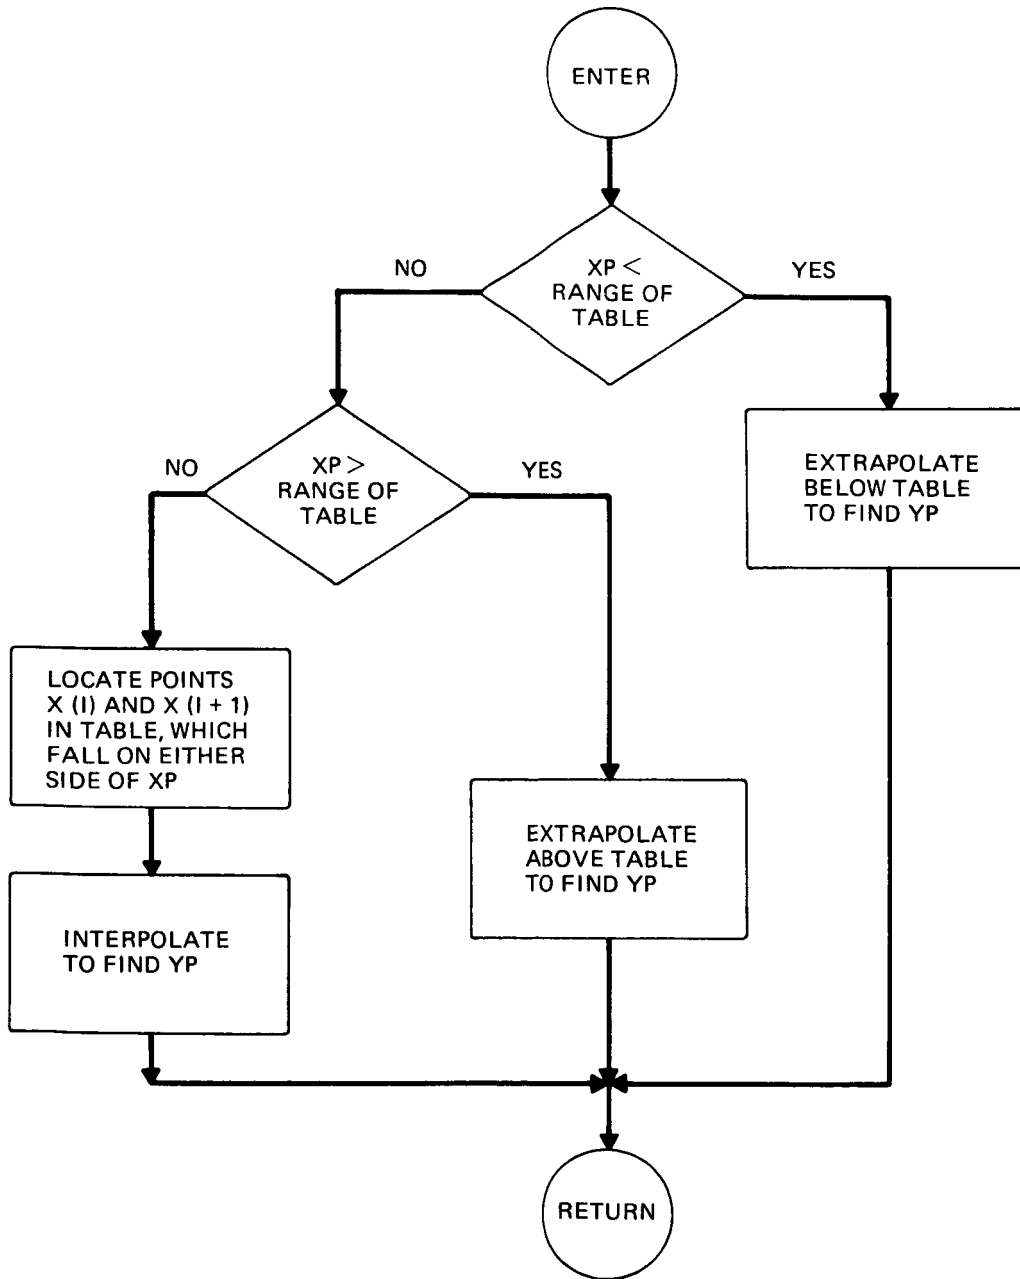 ENTER
NO
XP <
RANGE OF
TABLE
YES
NO
XP >
RANGE OF
TABLE
YES
EXTRAPOLATE
BELOW TABLE
TO FIND YP
LOCATE POINTS
X (I) AND X (I + 1)
IN TABLE, WHICH
FALL ON EITHER
SIDE OF XP
EXTRAPOLATE
ABOVE TABLE
TO FIND YP
INTERPOLATE
TO FIND YP
RETURN